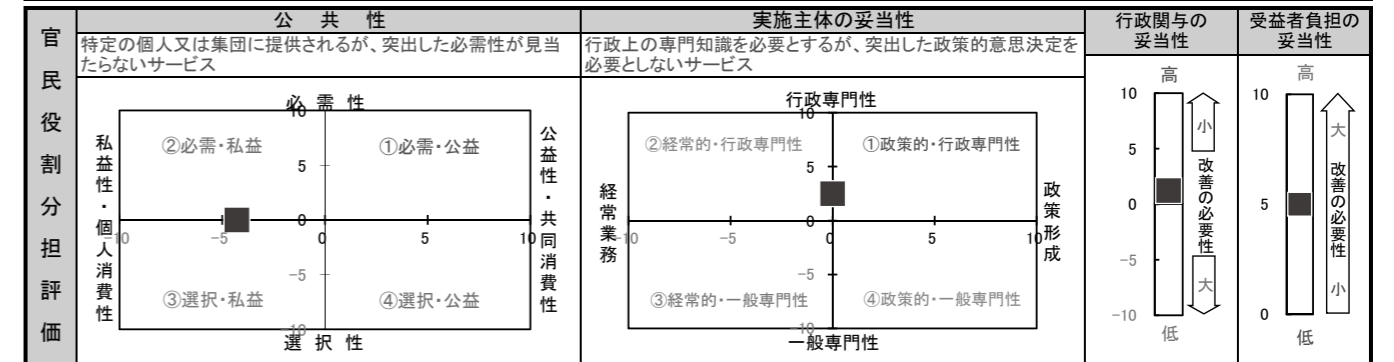 官民役割分担評価
公共性
特定の個人又は集団に提供されるが、突出した必需性が見当
たらないサービス
必需性
10
私益性・個人消費性
②必需・私益
①必需・公益
公益性・共同消費性
5
-10
-5
0
0
5
10
-5
③選択・私益
④選択・公益
-10
選択性
実施主体の妥当性
行政上の専門知識を必要とするが、突出した政策的意思決定を
必要としないサービス
行政専門性
10
②経常的・行政専門性
①政策的・行政専門性
5
経常業務
政策形成
0
-10
-5
0
5
10
-5
③経常的・一般専門性
④政策的・一般専門性
-10
一般専門性
行政関与の
妥当性
高
10
小
5
改善の必要性
0
-5
大
-10
低
受益者負担の
妥当性
高
10
大
改善の必要性
5
小
0
低